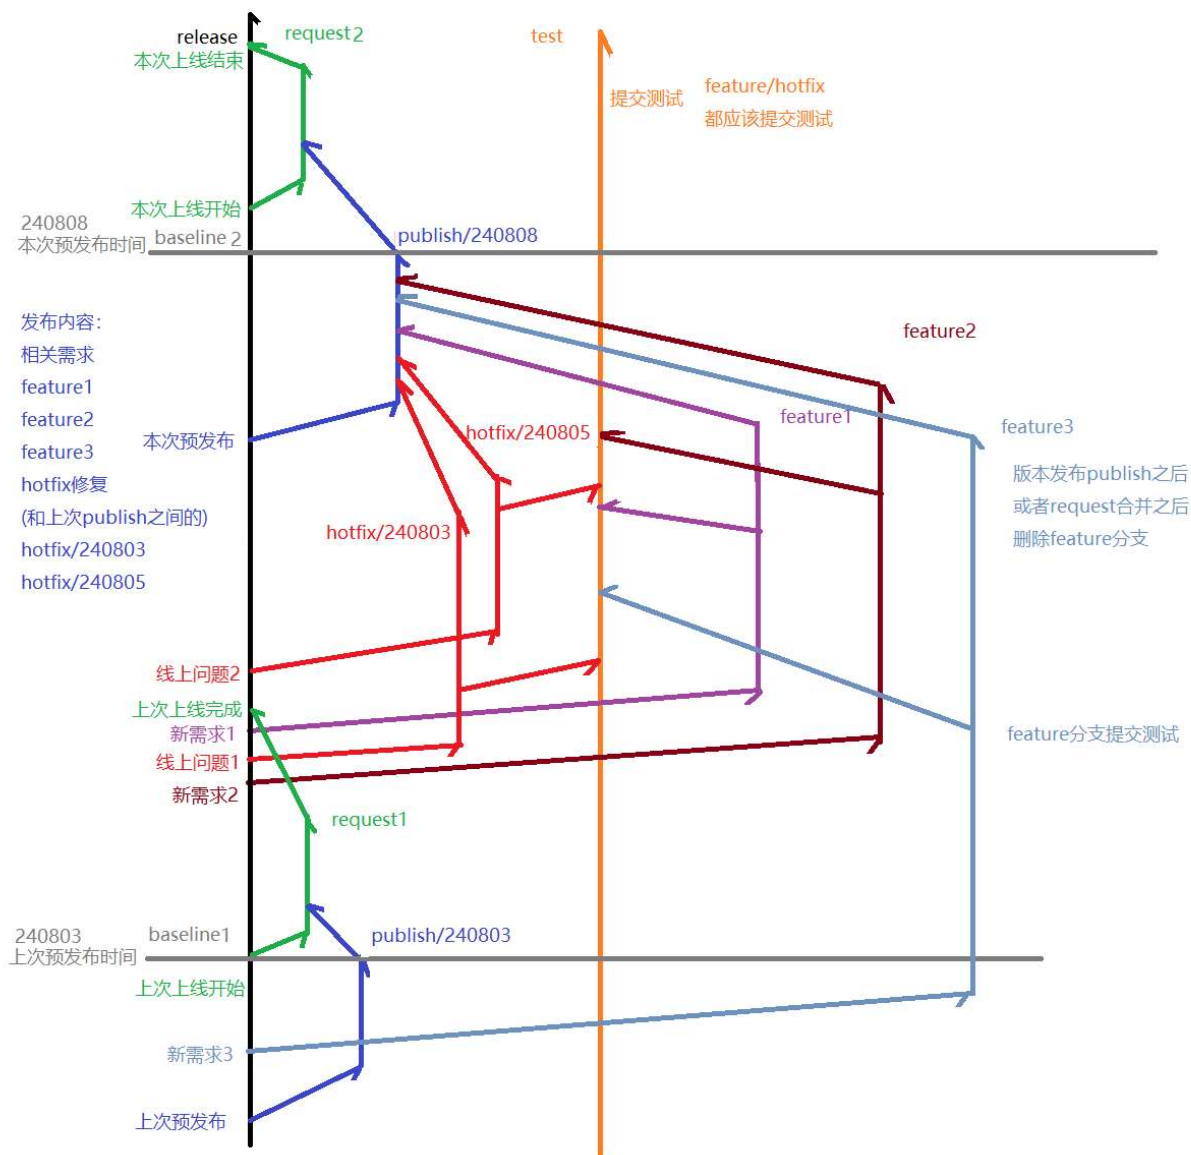 release
request2
本次上线结束
test
提交测试
feature/hotfix
都应该提交测试
本次上线开始
240808
本次预发布时间
baseline2
publish/240808
发布内容:
相关需求
feature1
feature2
feature3
hotfix修复
(和上次publish之间的)
hotfix/240803
hotfix/240805
本次预发布
feature2
feature1
feature3
hotfix/240805
hotfix/240803
版本发布publish之后
或者request合并之后
删除feature分支
线上问题2
上次上线完成
新需求1
线上问题1
新需求2
feature分支提交测试
request1
240803
上次预发布时间
baseline1
publish/240803
上次上线开始
新需求3
上次预发布